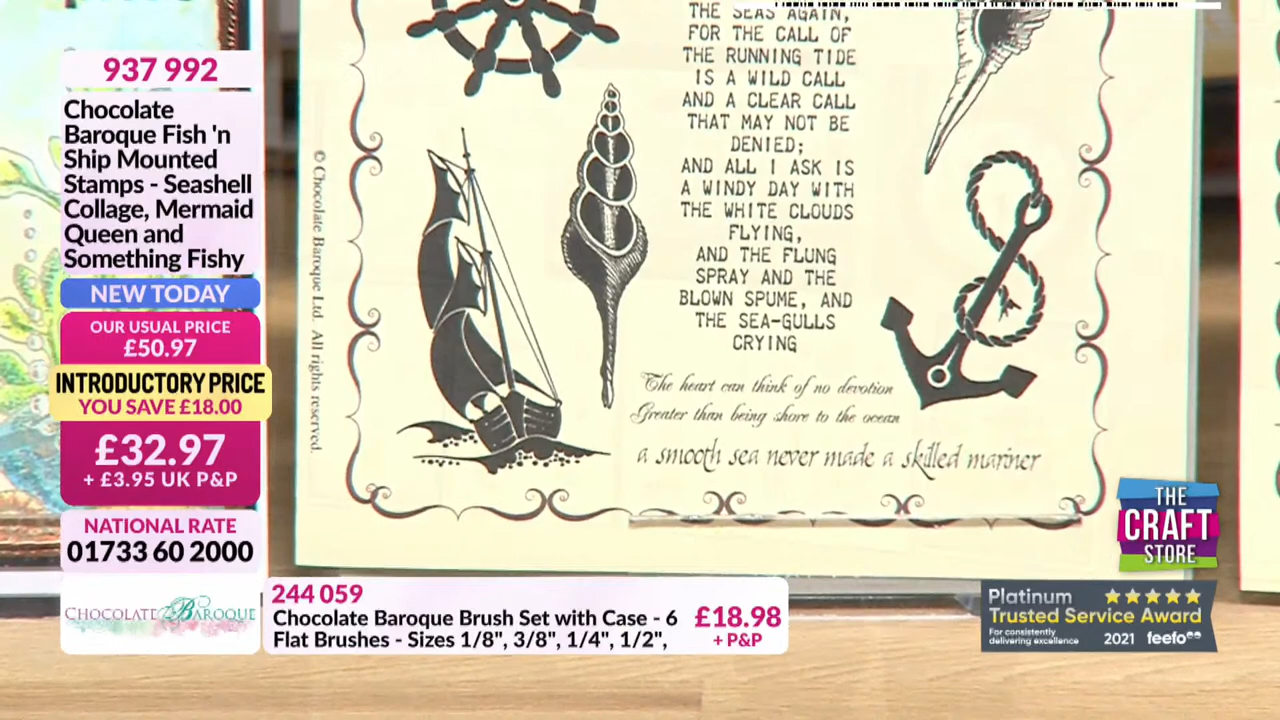 937 992
Chocolate
Baroque Fish 'n
Ship Mounted
Stamps - Seashell
Collage, Mermaid
Queen and
Something Fishy
NEW TODAY
OUR USUAL PRICE
£50.97
INTRODUCTORY PRICE
YOU SAVE £18.00
£32.97
+ £3.95 UK P&P
NATIONAL RATE
01733 60 2000
CHOCOLATE BAROQUE
© Chocolate Baroque Ltd. All rights reserved.
THE SEAS AGAIN,
FOR THE CALL OF
THE RUNNING TIDE
IS A WILD CALL
AND A CLEAR CALL
THAT MAY NOT BE
DENIED;
AND ALL I ASK IS
A WINDY DAY WITH
THE WHITE CLOUDS
FLYING,
AND THE FLUNG
SPRAY AND THE
BLOWN SPUME, AND
THE SEA-GULLS
CRYING
The heart can think of no devotion
Greater than being shore to the ocean
a smooth sea never made a skilled mariner
THE
CRAFT
STORE
244 059
Chocolate Baroque Brush Set with Case - 6
Flat Brushes - Sizes 1/8", 3/8", 1/4", 1/2",
£18.98
+ P&P
Platinum
Trusted Service Award
For consistently
delivering excellence
2021 feefo